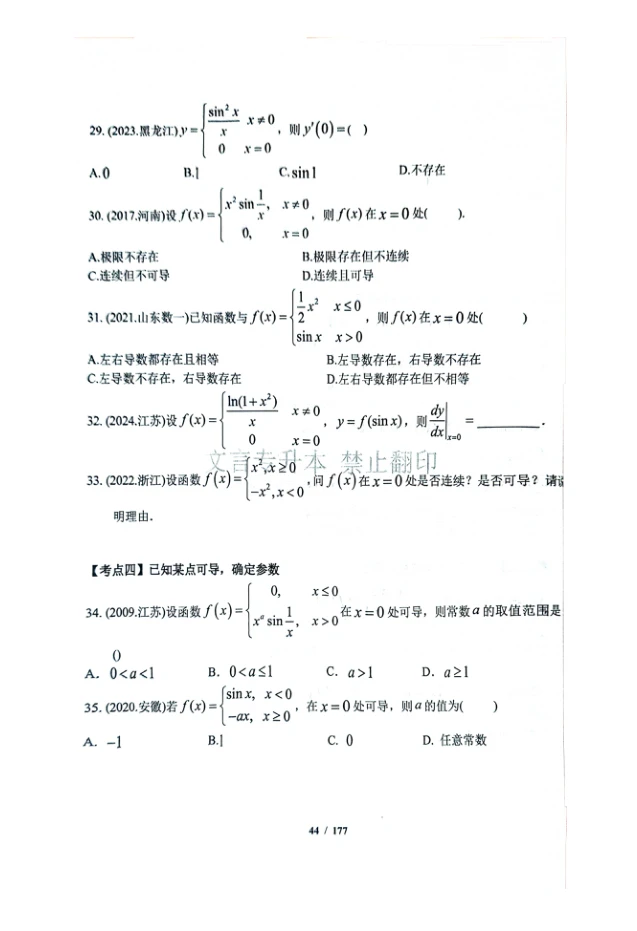 29. (2023.黑龙江)y = { sin²x / x   x≠0 ; 0   x=0 , 则 y′(0) = (   )
A.0   B.1   C.sin1   D.不存在
30. (2017.河南)设 f(x) = { x² sin 1/x,   x≠0 ; 0,   x=0 , 则 f(x) 在 x=0 处(   ).
A.极限不存在   B.极限存在但不连续
C.连续但不可导   D.连续且可导
31. (2021.山东数一)已知函数与 f(x) = { 1/2 x²   x≤0 ; sin x   x>0 , 则 f(x) 在 x=0 处(   )
A.左右导数都存在且相等   B.左导数存在，右导数不存在
C.左导数不存在，右导数存在   D.左右导数都存在但不相等
32. (2024.江苏)设 f(x) = { ln(1+x²) / x   x≠0 ; 0   x=0 , y = f(sin x), 则 dy/dx|x=0 = ________.
文言专升本 禁止翻印
33. (2022.浙江)设函数 f(x) = { x², x≥0 ; −x², x<0 ,问 f(x) 在 x=0 处是否连续？是否可导？请
明理由.
【考点四】已知某点可导，确定参数
34. (2009.江苏)设函数 f(x) = { 0,   x≤0 ; xᵃ sin 1/x,   x>0 在 x=0 处可导，则常数 a 的取值范围是
()
A. 0<a<1   B. 0<a≤1   C. a>1   D. a≥1
35. (2020.安徽)若 f(x) = { sin x, x<0 ; −ax, x≥0 , 在 x=0 处可导，则 a 的值为(   )
A. −1   B.1   C. 0   D. 任意常数
44 / 177